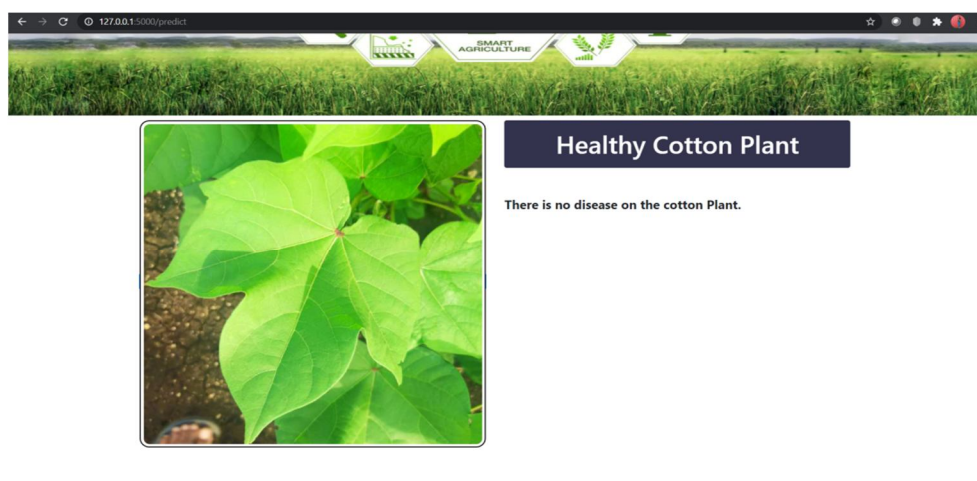 127.0.0.1:5000/predict
SMART
AGRICULTURE
Healthy Cotton Plant
There is no disease on the cotton Plant.